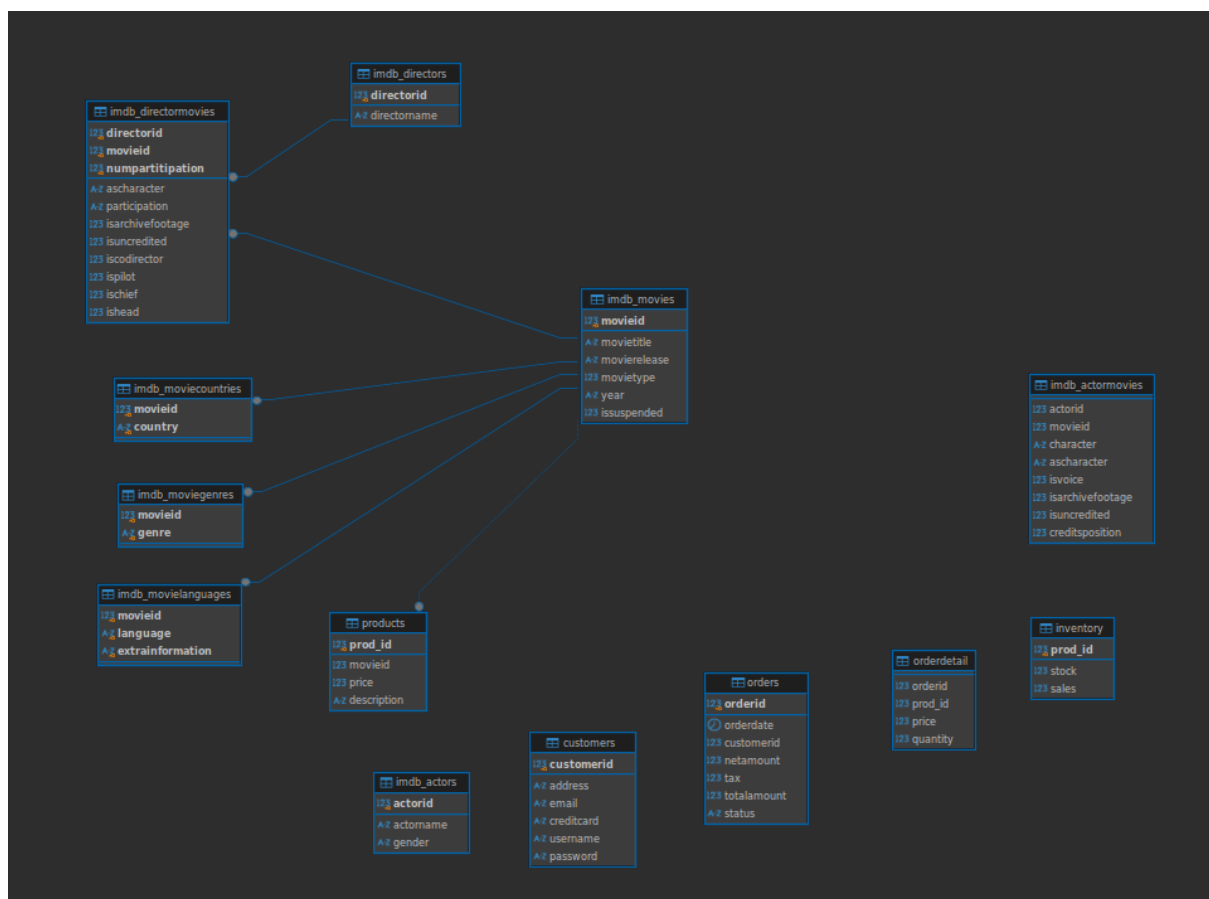 imdb_directors
directorid
directorname
imdb_directormovies
directorid
movieid
numpartitipation
ascharacter
participation
isarchivefootage
isuncredited
iscodirector
ispilot
ischief
ishead
imdb_movies
movieid
movietitle
movierelease
movietype
year
issuspended
imdb_moviecountries
movieid
country
imdb_actormovies
actorid
movieid
character
ascharacter
isvoice
isarchivefootage
isuncredited
creditsposition
imdb_moviegenres
movieid
genre
imdb_movielanguages
movieid
language
extrainformation
products
prod_id
movieid
price
description
inventory
prod_id
stock
sales
orderdetail
orderid
prod_id
price
quantity
orders
orderid
orderdate
customerid
netamount
tax
totalamount
status
customers
customerid
address
email
creditcard
username
password
imdb_actors
actorid
actorname
gender